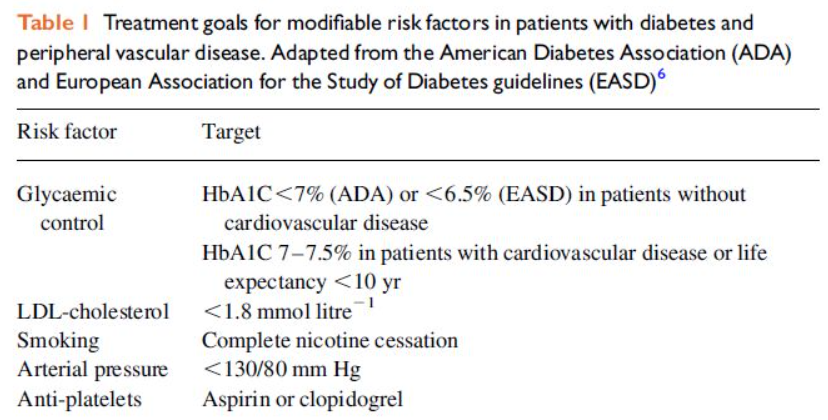 Table 1 Treatment goals for modifiable risk factors in patients with diabetes and
peripheral vascular disease. Adapted from the American Diabetes Association (ADA)
and European Association for the Study of Diabetes guidelines (EASD)⁶
Risk factor Target
Glycaemic HbA1C<7% (ADA) or <6.5% (EASD) in patients without
control cardiovascular disease
HbA1C 7–7.5% in patients with cardiovascular disease or life
expectancy <10 yr
LDL-cholesterol <1.8 mmol litre⁻¹
Smoking Complete nicotine cessation
Arterial pressure <130/80 mm Hg
Anti-platelets Aspirin or clopidogrel